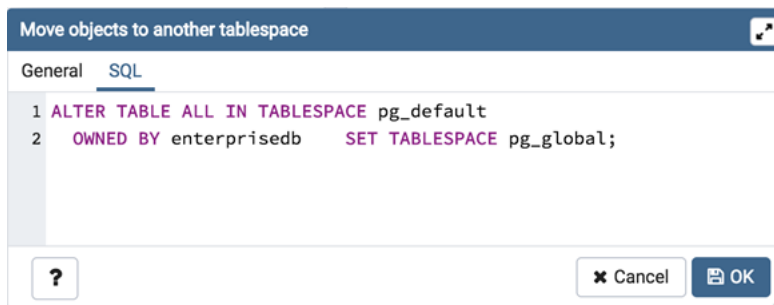 Move objects to another tablespace
General SQL
1 ALTER TABLE ALL IN TABLESPACE pg_default
2 OWNED BY enterprisedb    SET TABLESPACE pg_global;
? Cancel OK